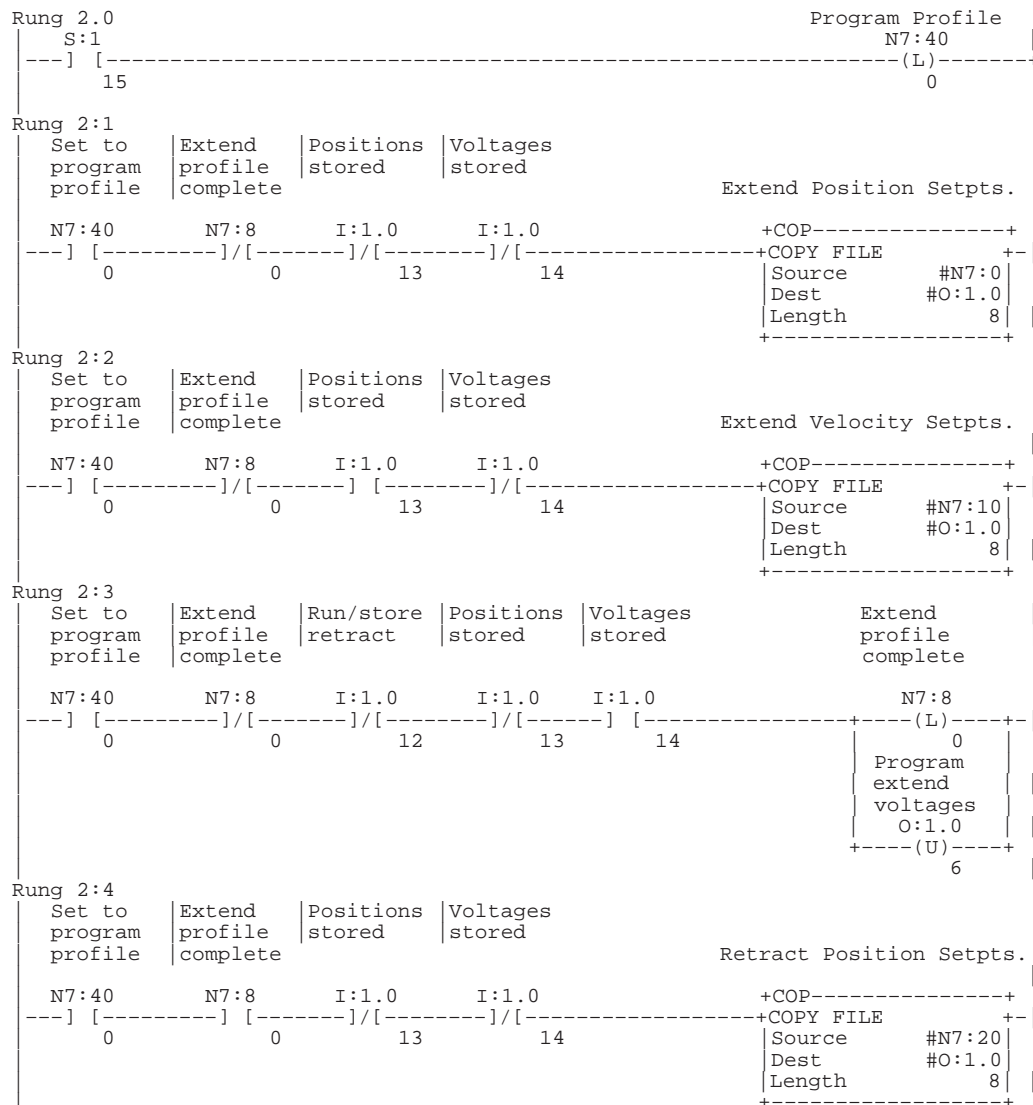 Rung 2.0 Program Profile
| S:1 N7:40 |
|---] [--------------------------------------------------------------(L)-------+
| 15 0
|
Rung 2:1
| Set to |Extend |Positions |Voltages
| program |profile |stored |stored
| profile |complete Extend Position Setpts.
|
| N7:40 N7:8 I:1.0 I:1.0 +COP---------------+
|---] [---------]/[-------]/[--------]/[------------------+COPY FILE +-|
| 0 0 13 14 |Source #N7:0|
| |Dest #O:1.0|
| |Length 8| |
| +------------------+
Rung 2:2
| Set to |Extend |Positions |Voltages
| program |profile |stored |stored
| profile |complete Extend Velocity Setpts.
| |
| N7:40 N7:8 I:1.0 I:1.0 +COP---------------+
|---] [---------]/[-------] [--------]/[------------------+COPY FILE +-|
| 0 0 13 14 |Source #N7:10|
| |Dest #O:1.0|
| |Length 8| |
| +------------------+
Rung 2:3
| Set to |Extend |Run/store |Positions |Voltages Extend |
| program |profile |retract |stored |stored profile
| profile |complete complete
|
| N7:40 N7:8 I:1.0 I:1.0 I:1.0 N7:8
|---] [---------]/[-------]/[--------]/[------] [----------------+----(L)----+-|
| 0 0 12 13 14 | 0 |
| | Program |
| | extend | |
| | voltages |
| | O:1.0 | |
| +----(U)----+
| 6 |
Rung 2:4
| Set to |Extend |Positions |Voltages
| program |profile |stored |stored
| profile |complete Retract Position Setpts.
| |
| N7:40 N7:8 I:1.0 I:1.0 +COP---------------+
|---] [---------] [-------]/[--------]/[------------------+COPY FILE +-|
| 0 0 13 14 |Source #N7:20|
| |Dest #O:1.0|
| |Length 8| |
| +------------------+